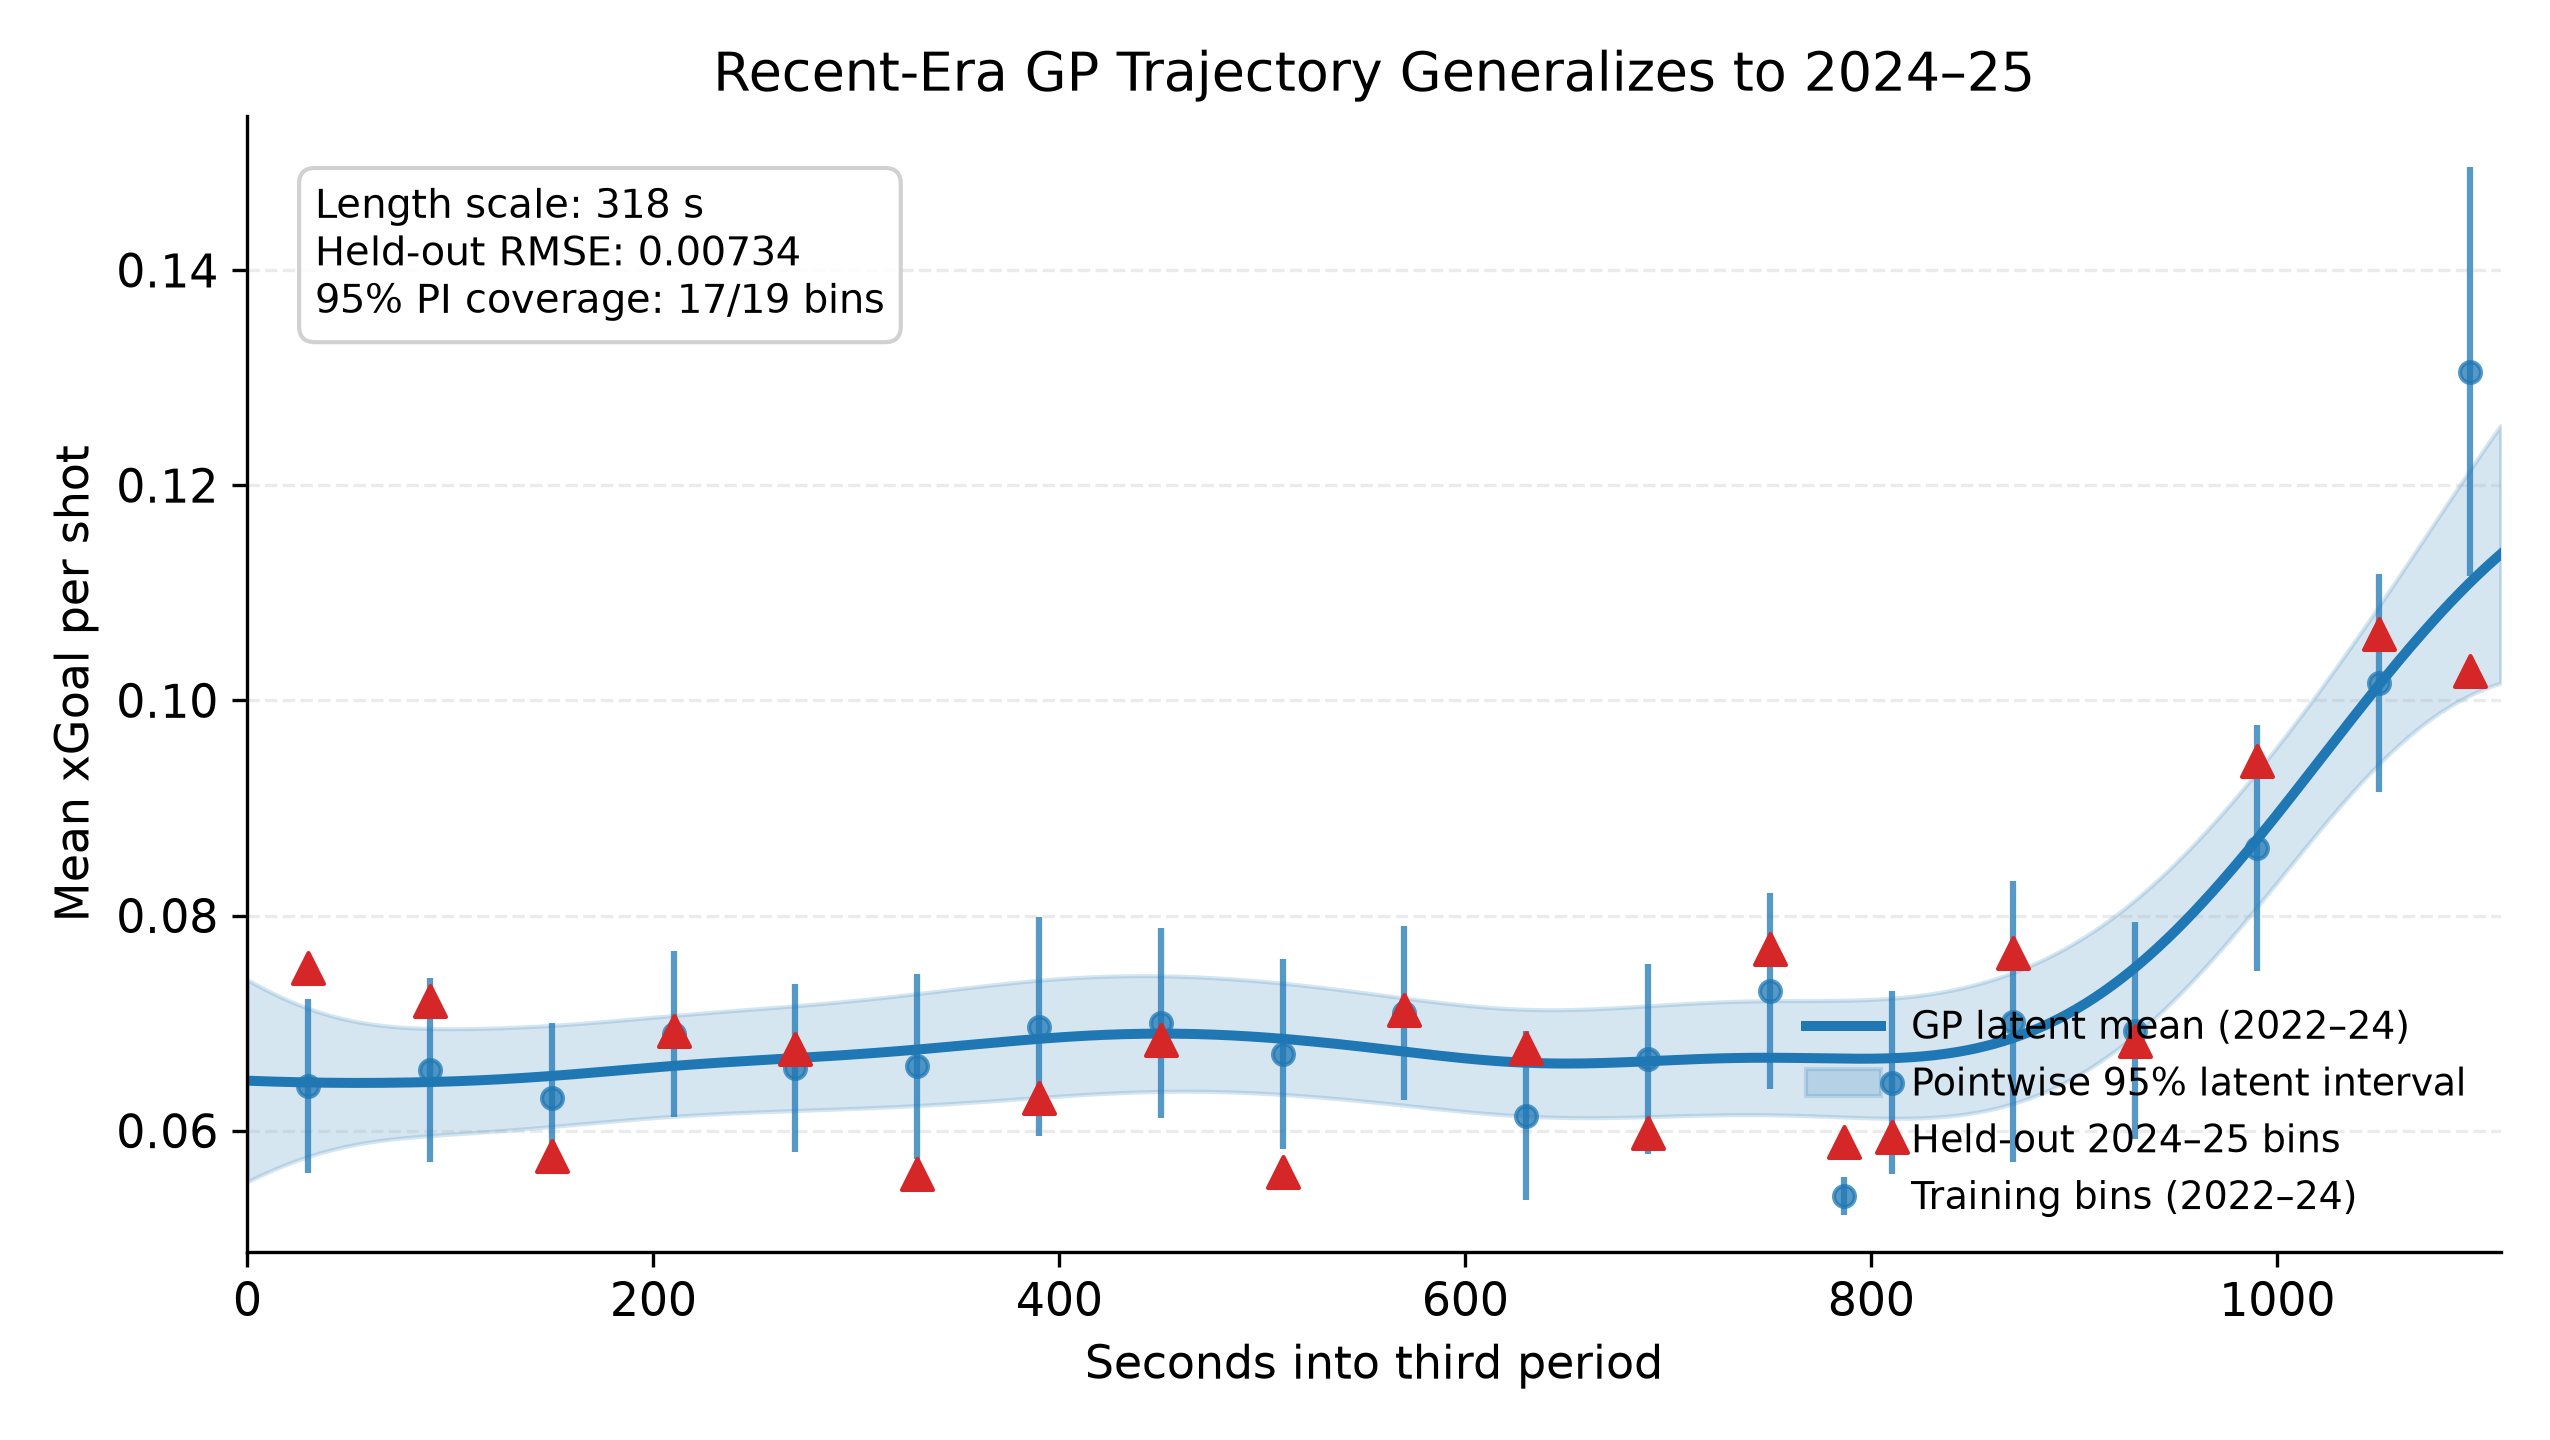 Recent-Era GP Trajectory Generalizes to 2024–25
Length scale: 318 s
Held-out RMSE: 0.00734
95% PI coverage: 17/19 bins
Mean xGoal per shot
0.14
0.12
0.10
0.08
0.06
GP latent mean (2022–24)
Pointwise 95% latent interval
Held-out 2024–25 bins
Training bins (2022–24)
0 200 400 600 800 1000
Seconds into third period